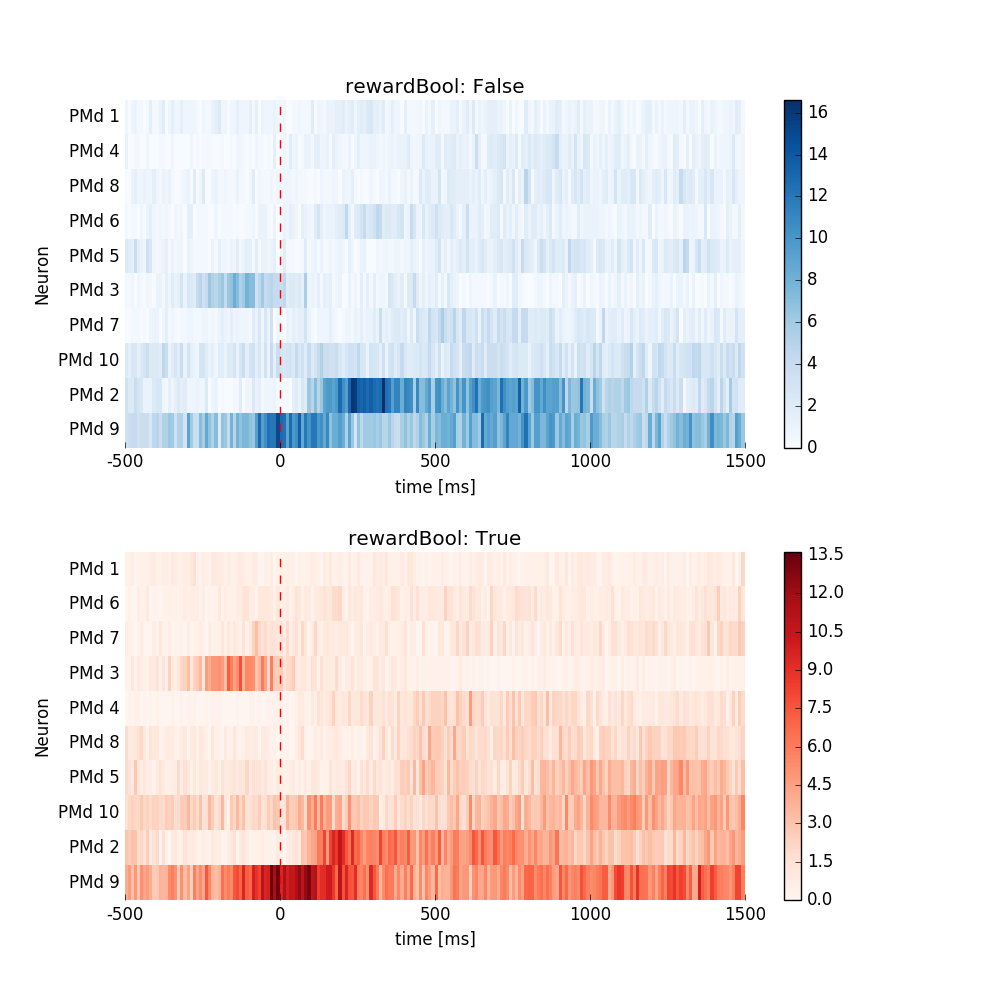 rewardBool: False
PMd 1
PMd 4
PMd 8
PMd 6
PMd 5
PMd 3
PMd 7
PMd 10
PMd 2
PMd 9
Neuron
-500 0 500 1000 1500
time [ms]
16
14
12
10
8
6
4
2
0
rewardBool: True
PMd 1
PMd 6
PMd 7
PMd 3
PMd 4
PMd 8
PMd 5
PMd 10
PMd 2
PMd 9
Neuron
-500 0 500 1000 1500
time [ms]
13.5
12.0
10.5
9.0
7.5
6.0
4.5
3.0
1.5
0.0